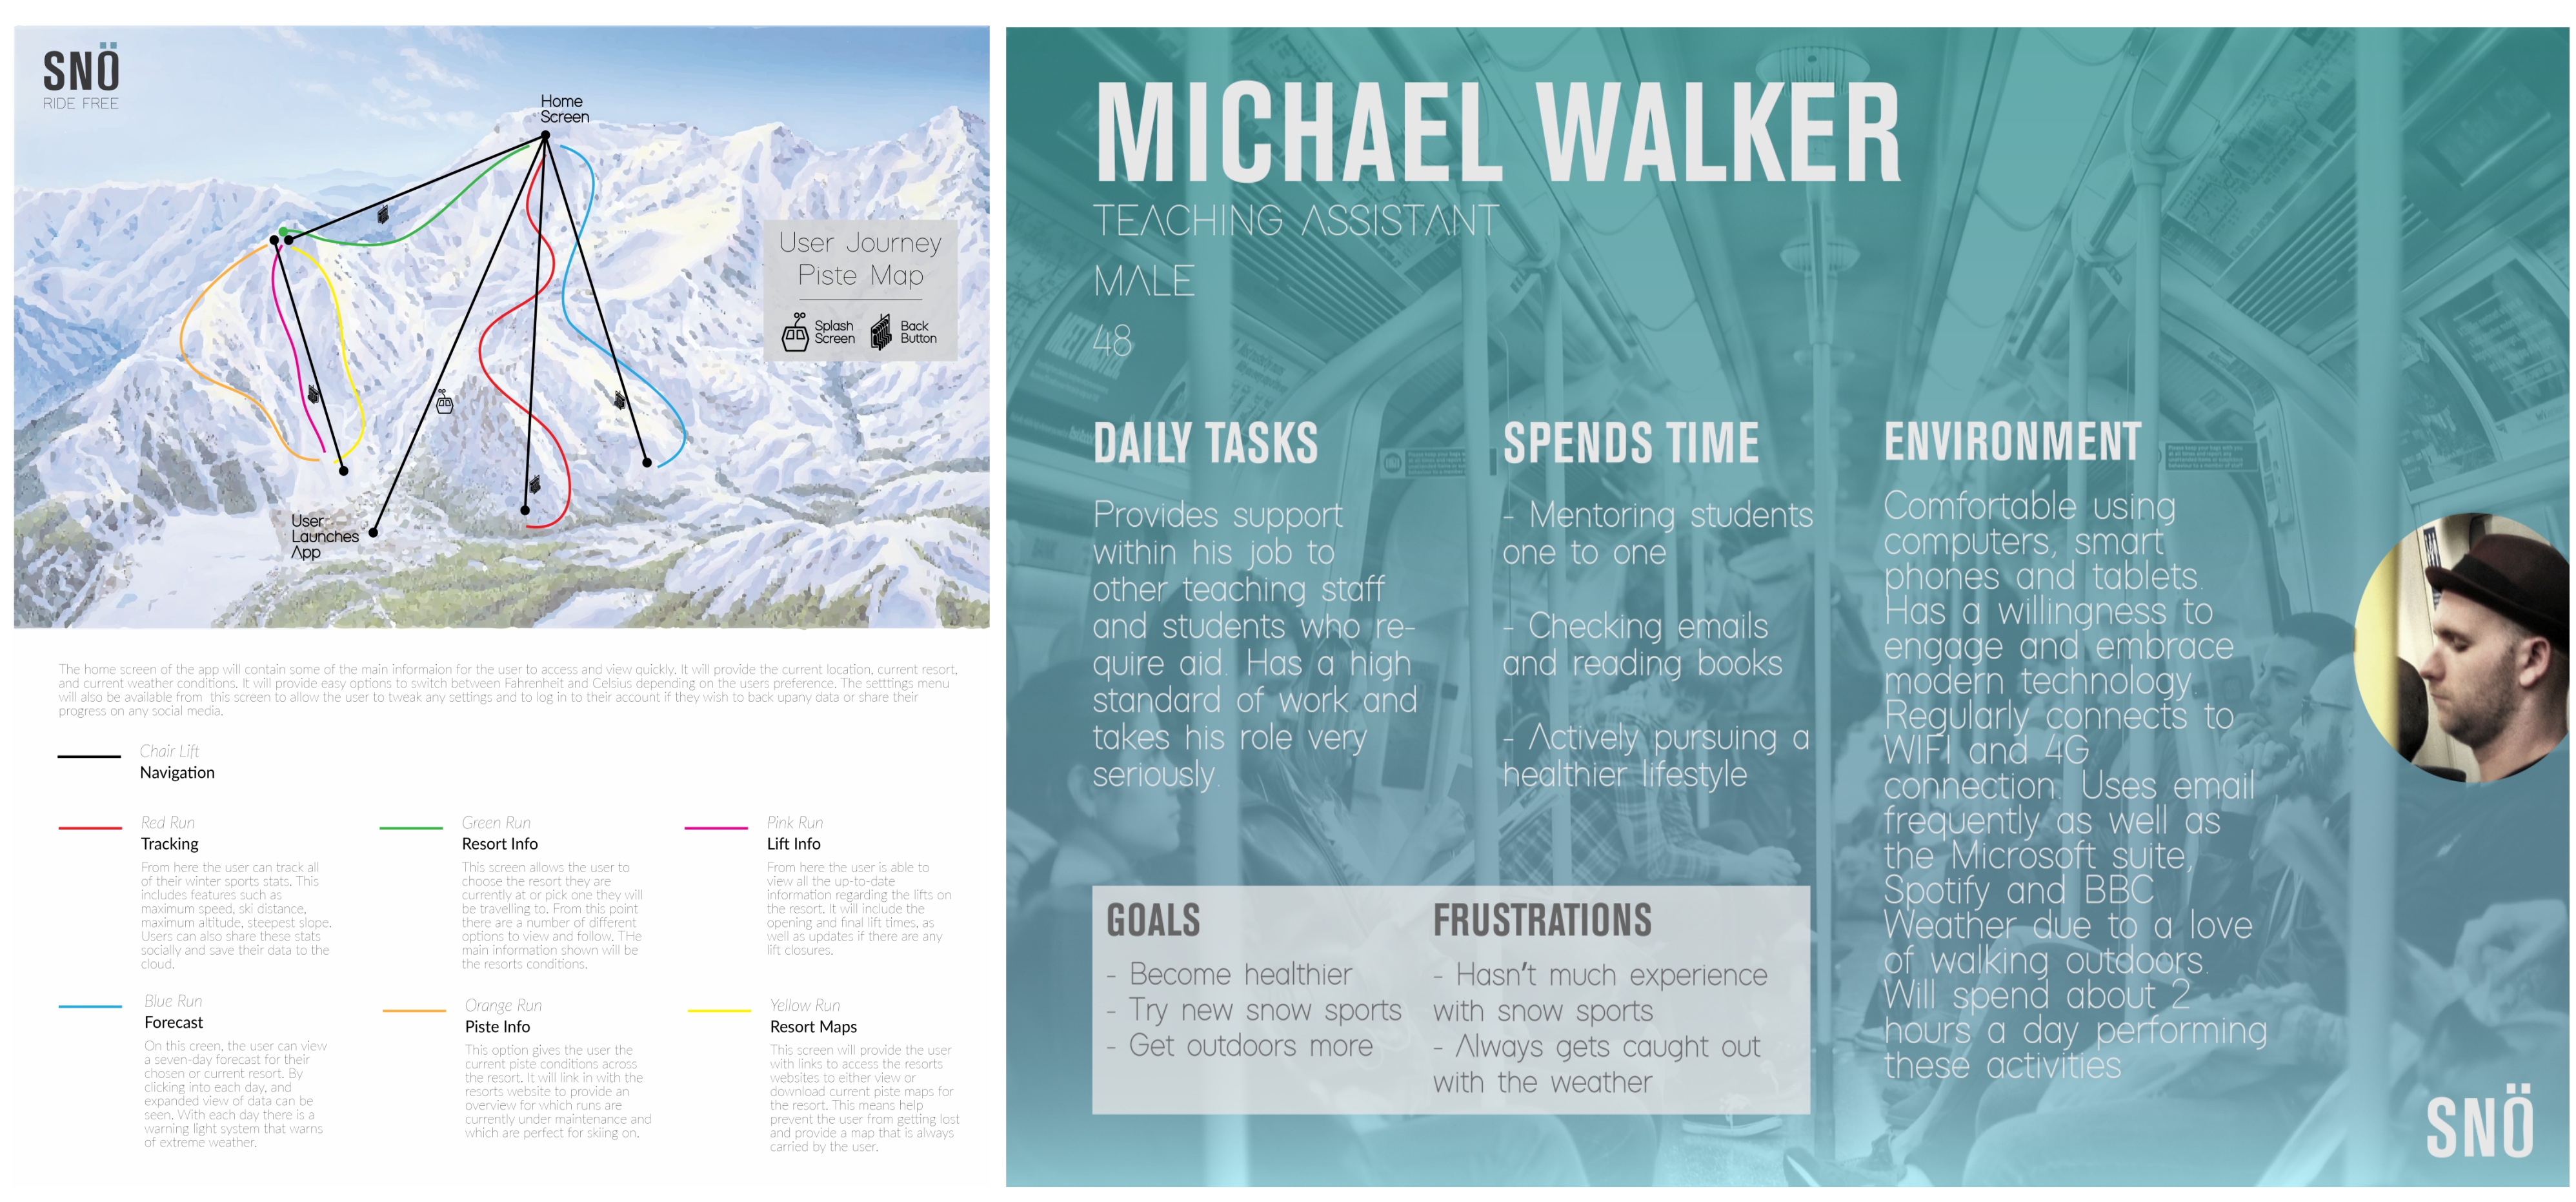 SNÖ
RIDE FREE
Home
Screen
User Journey
Piste Map
Splash
Screen
Back
Button
User
Launches
App
The home screen of the app will contain some of the main informaion for the user to access and view quickly. It will provide the current location, current resort,
and current weather conditions. It will provide easy options to switch between Fahrenheit and Celsius depending on the users preference. The setttings menu
will also be available from this screen to allow the user to tweak any settings and to log in to their account if they wish to back upany data or share their
progress on any social media.
Chair Lift
Navigation
Red Run
Tracking
From here the user can track all
of their winter sports stats. This
includes features such as
maximum speed, ski distance,
maximum altitude, steepest slope.
Users can also share these stats
socially and save their data to the
cloud.
Green Run
Resort Info
This screen allows the user to
choose the resort they are
currently at or pick one they will
be travelling to. From this point
there are a number of different
options to view and follow. THe
main information shown will be
the resorts conditions.
Pink Run
Lift Info
From here the user is able to
view all the up-to-date
information regarding the lifts on
the resort. It will include the
opening and final lift times, as
well as updates if there are any
lift closures.
Blue Run
Forecast
On this creen, the user can view
a seven-day forecast for their
chosen or current resort. By
clicking into each day, and
expanded view of data can be
seen. With each day there is a
warning light system that warns
of extreme weather.
Orange Run
Piste Info
This option gives the user the
current piste conditions across
the resort. It will link in with the
resorts website to provide an
overview for which runs are
currently under maintenance and
which are perfect for skiing on.
Yellow Run
Resort Maps
This screen will provide the user
with links to access the resorts
websites to either view or
download current piste maps for
the resort. This means help
prevent the user from getting lost
and provide a map that is always
carried by the user.
MICHAEL WALKER
TEACHING ASSISTANT
MALE
48
DAILY TASKS
Provides support
within his job to
other teaching staff
and students who re-
quire aid. Has a high
standard of work and
takes his role very
seriously.
SPENDS TIME
- Mentoring students
one to one
- Checking emails
and reading books
- Actively pursuing a
healthier lifestyle
ENVIRONMENT
Comfortable using
computers, smart
phones and tablets.
Has a willingness to
engage and embrace
modern technology.
Regularly connects to
WIFI and 4G
connection. Uses email
frequently as well as
the Microsoft suite,
Spotify and BBC
Weather due to a love
of walking outdoors.
Will spend about 2
hours a day performing
these activities
GOALS
- Become healthier
- Try new snow sports
- Get outdoors more
FRUSTRATIONS
- Hasn't much experience
with snow sports
- Always gets caught out
with the weather
SNÖ